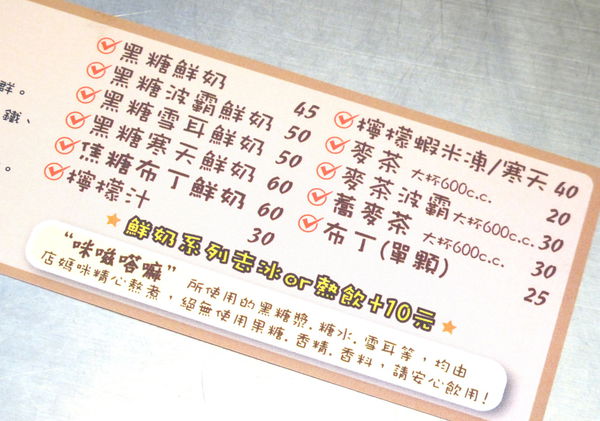 群。
鐵、
。
黑糖鮮奶 45
黑糖波霸鮮奶 50
黑糖雪耳鮮奶 50
黑糖寒天鮮奶 60
焦糖布丁鮮奶 60
檸檬汁 30
檸檬蝦米凍/寒天 40
麥茶 大杯600c.c. 20
麥茶波霸 大杯600c.c. 30
蕎麥茶 大杯600c.c. 30
布丁(單顆) 25
鮮奶系列去冰or熱飲+10元
“咪嗞嗒嘛” 所使用的黑糖漿.糖水.雪耳等，均由
店媽咪精心熬煮，絕無使用果糖.香精.香料，請安心飲用!